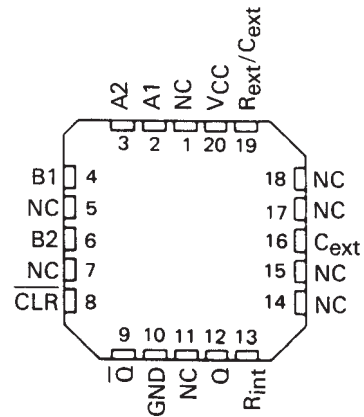 A2
A1
NC
VCC
Rext/Cext
3
2
1
20
19
B1 4
NC 5
B2 6
NC 7
CLR 8
18 NC
17 NC
16 Cext
15 NC
14 NC
9
10
11
12
13
Q
GND
NC
Q
Rint